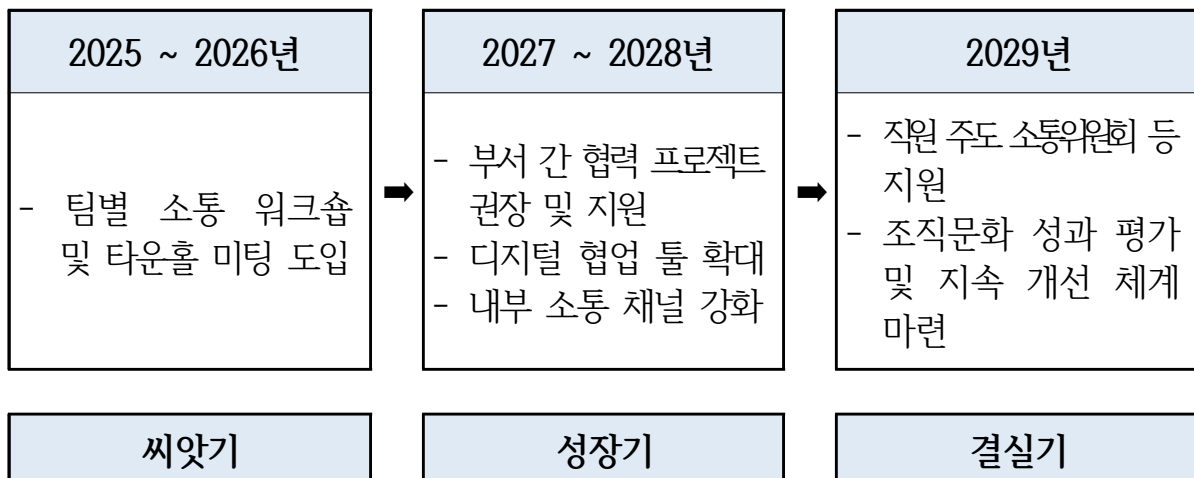 2025 ~ 2026년
- 팀별 소통 워크숍
및 타운홀 미팅 도입
➡
2027 ~ 2028년
- 부서 간 협력 프로젝트
권장 및 지원
- 디지털 협업 툴 확대
- 내부 소통 채널 강화
➡
2029년
- 직원 주도 소통위원회 등
지원
- 조직문화 성과 평가
및 지속 개선 체계
마련
씨앗기
성장기
결실기